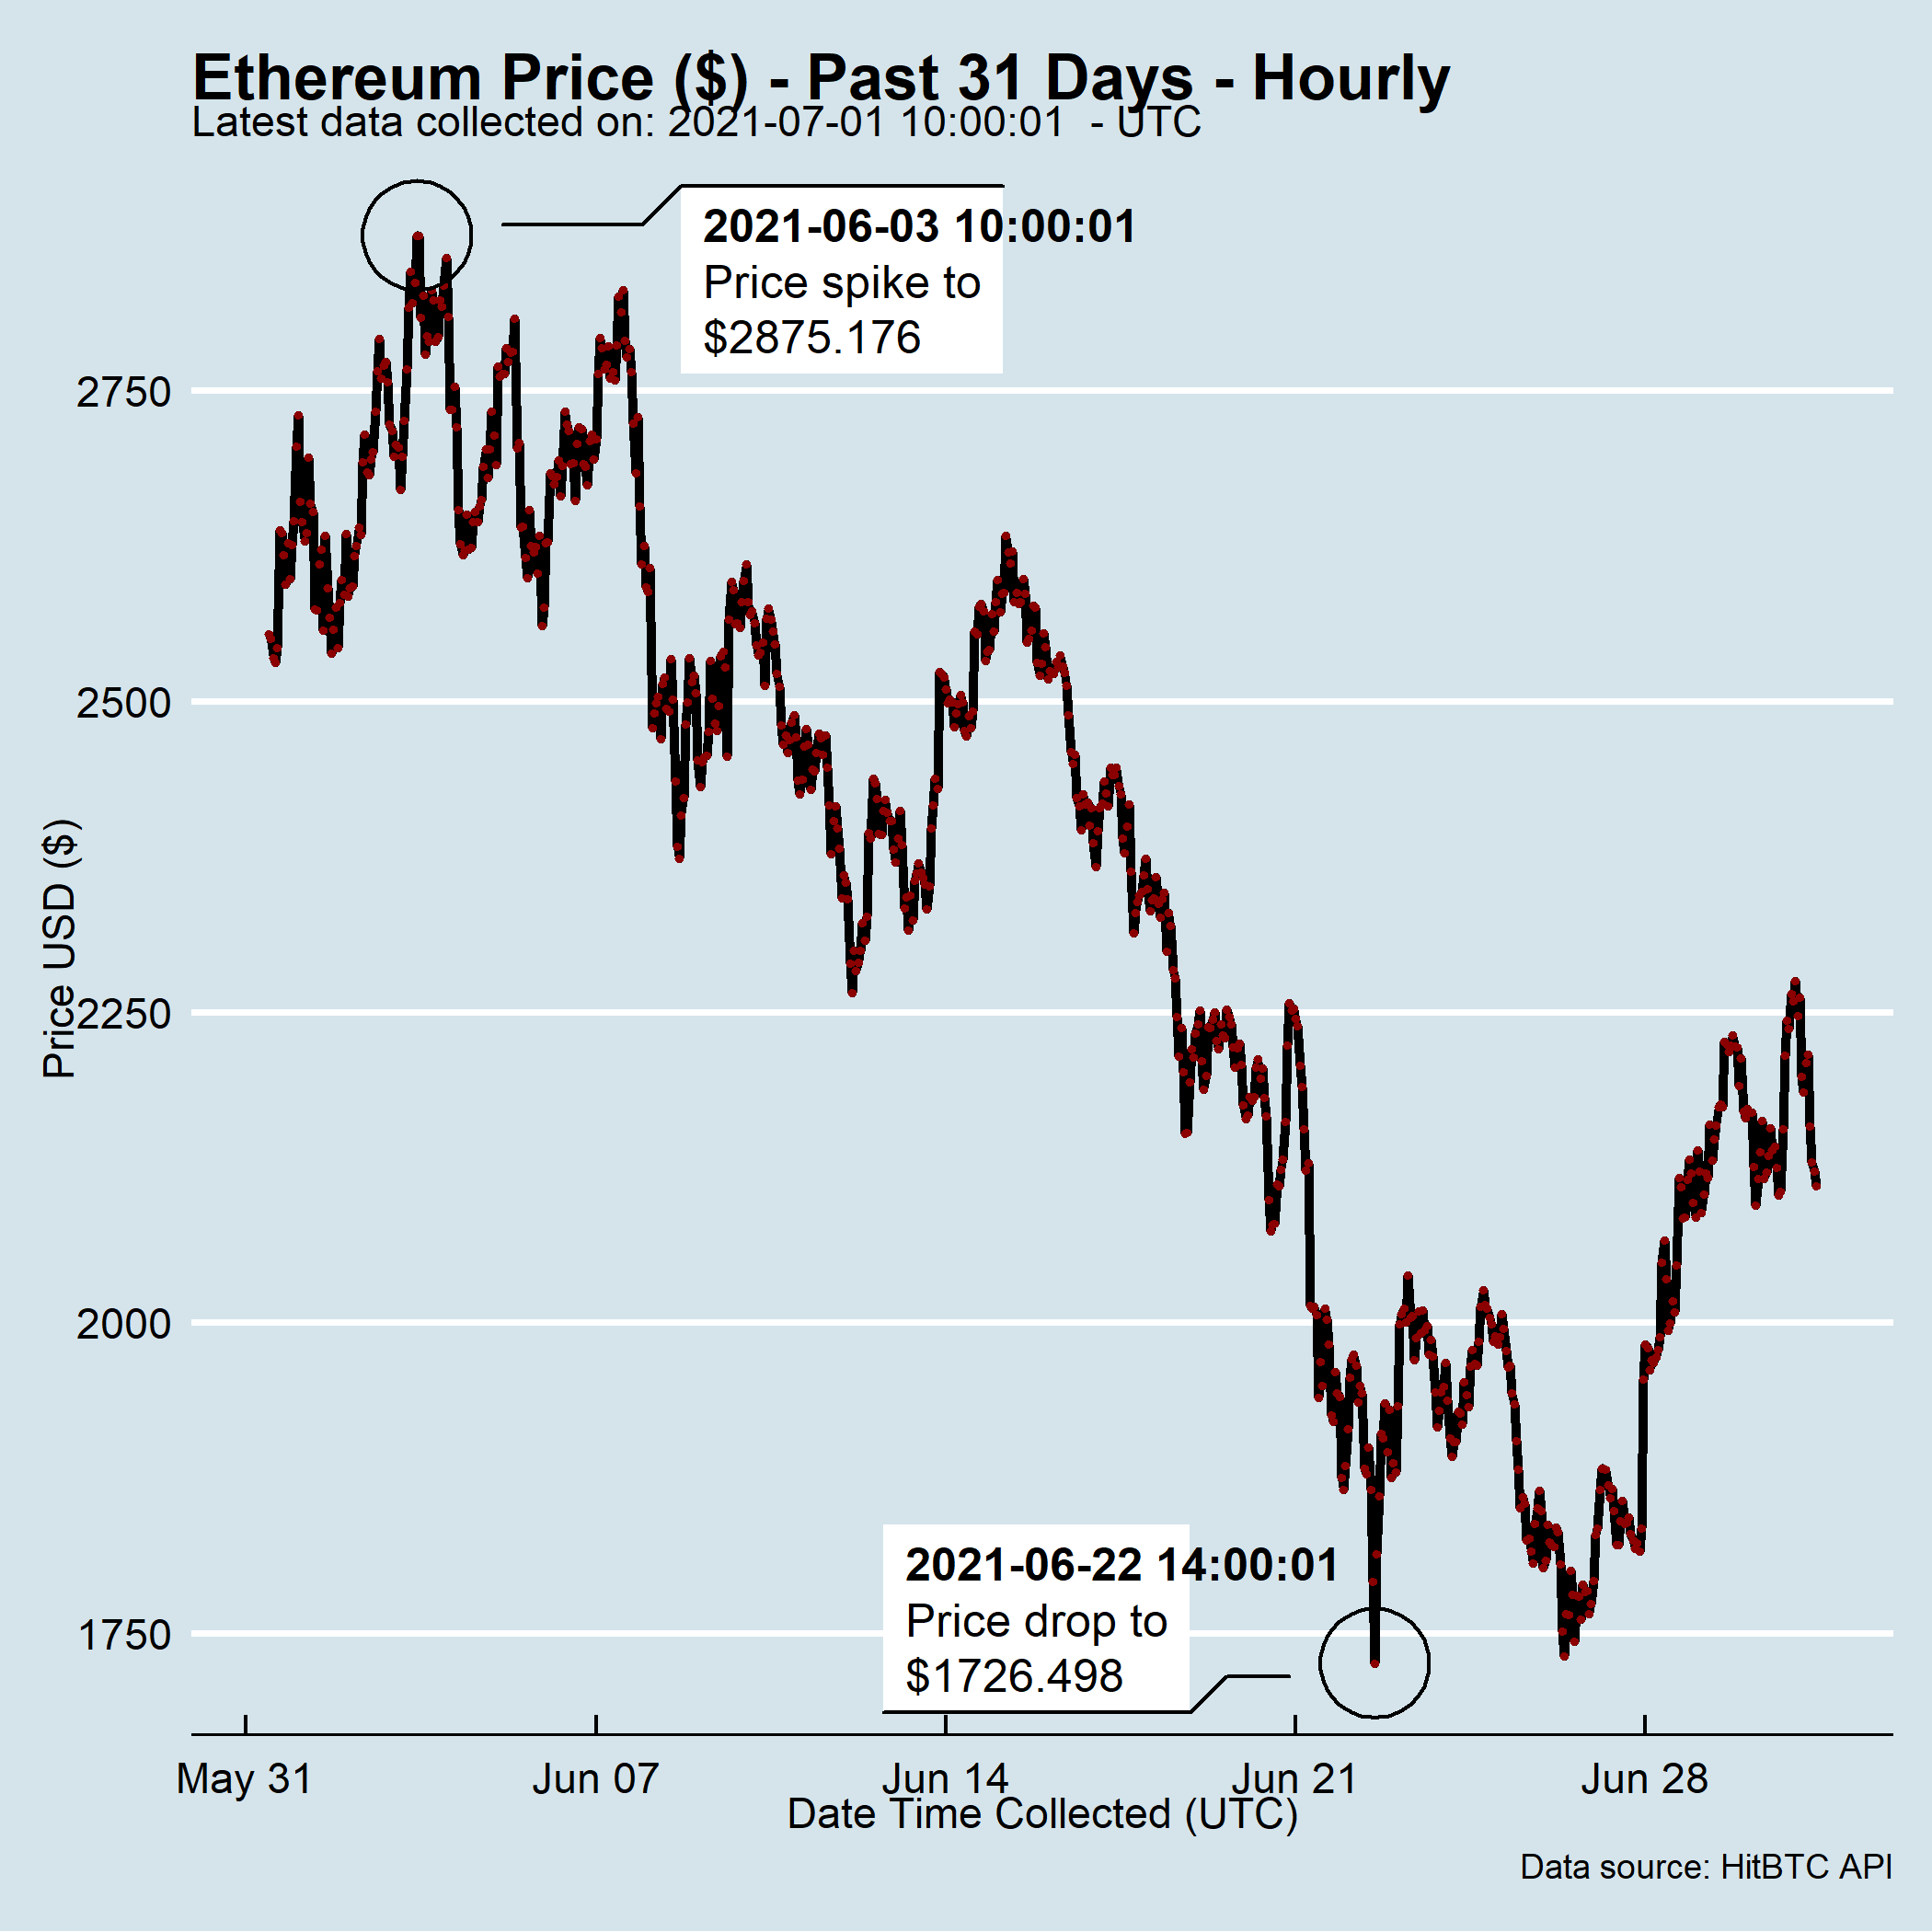 Ethereum Price ($) - Past 31 Days - Hourly
Latest data collected on: 2021-07-01 10:00:01  - UTC
2021-06-03 10:00:01
Price spike to
$2875.176
2750
2500
2250
2000
1750
Price USD ($)
2021-06-22 14:00:01
Price drop to
$1726.498
May 31
Jun 07
Jun 14
Jun 21
Jun 28
Date Time Collected (UTC)
Data source: HitBTC API